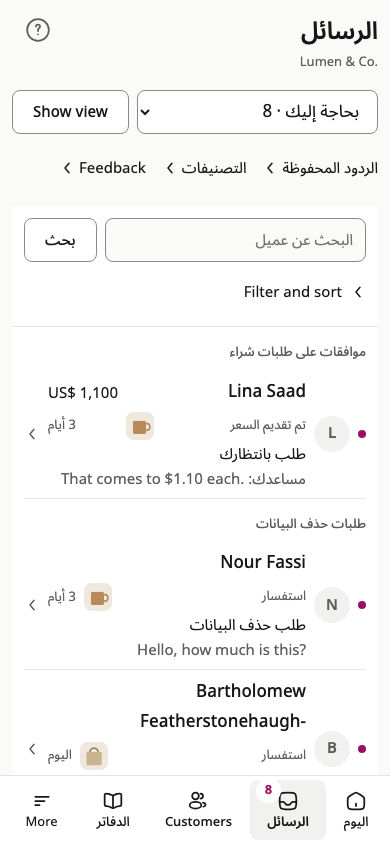 الرسائل
Lumen & Co.
بحاجة إليك · 8
Show view
الردود المحفوظة
التصنيفات
Feedback
البحث عن عميل
بحث
Filter and sort
موافقات على طلبات شراء
L
Lina Saad
US$ 1,100
تم تقديم السعر
3 أيام
طلب بانتظارك
مساعدك: That comes to $1.10 each.
طلبات حذف البيانات
N
Nour Fassi
استفسار
3 أيام
طلب حذف البيانات
Hello, how much is this?
Bartholomew
Featherstonehaugh-
B
استفسار
اليوم
اليوم
8
الرسائل
Customers
الدفاتر
More